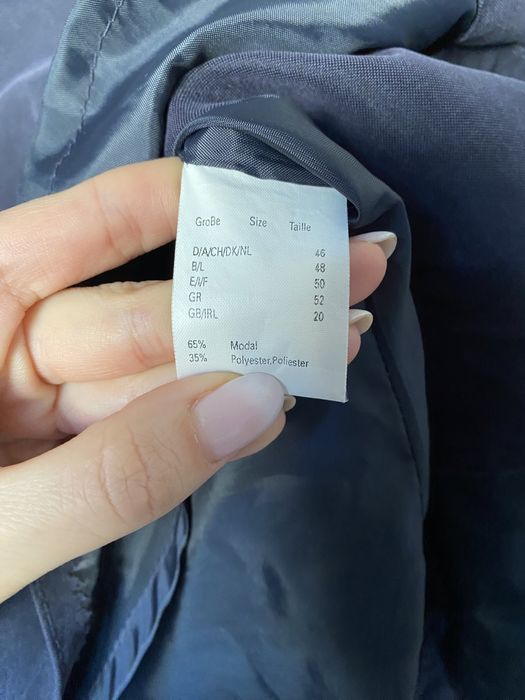 Große Size Taille
D/A/CH/DK/NL 46
B/L 48
E/I/F 50
GR 52
GB/IRL 20
65% Modal
35% Polyester,Poliester